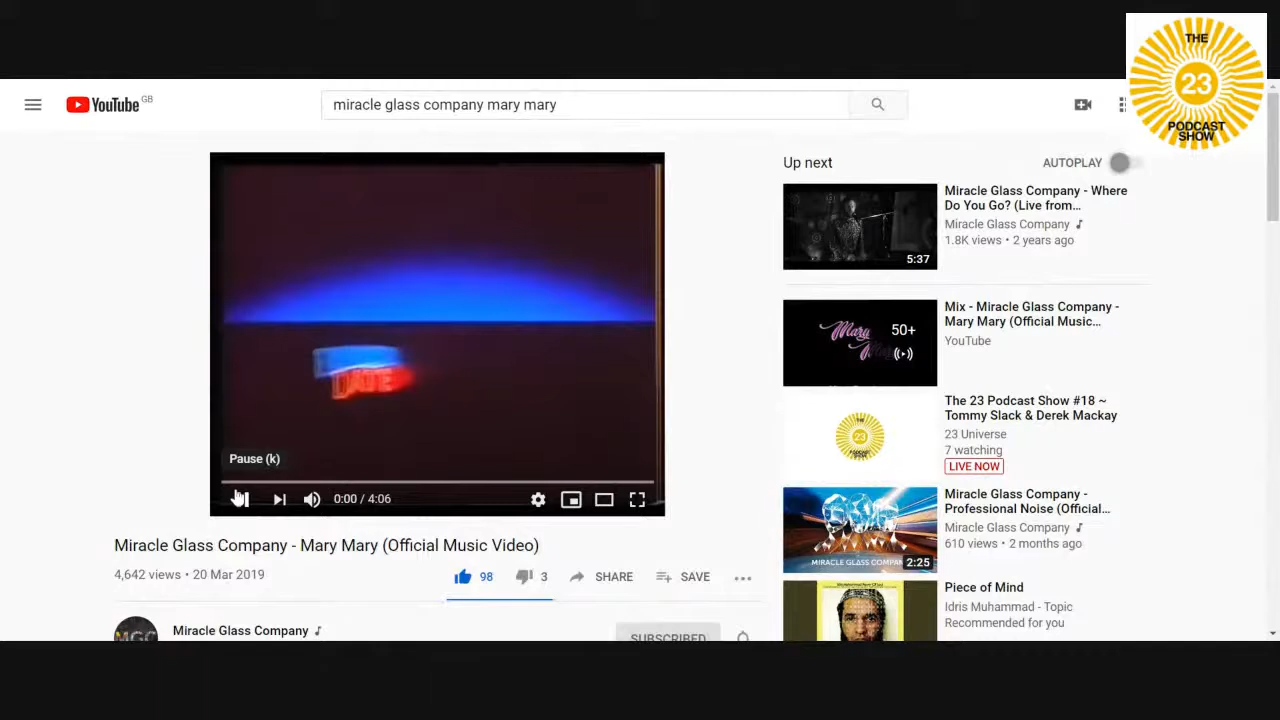 THE
23
PODCAST
SHOW
YouTube GB
miracle glass company mary mary
Up next
AUTOPLAY
Miracle Glass Company - Where
Do You Go? (Live from...
Miracle Glass Company
1.8K views • 2 years ago
5:37
Mary
50+
Mix - Miracle Glass Company -
Mary Mary (Official Music...
YouTube
THE
23
The 23 Podcast Show #18 ~
Tommy Slack & Derek Mackay
23 Universe
7 watching
LIVE NOW
Miracle Glass Company -
Professional Noise (Official...
Miracle Glass Company
610 views • 2 months ago
2:25
Piece of Mind
Idris Muhammad - Topic
Recommended for you
DATE
Pause (k)
0:00 / 4:06
Miracle Glass Company - Mary Mary (Official Music Video)
4,642 views • 20 Mar 2019
98
3
SHARE
SAVE
MGC
Miracle Glass Company
SUBSCRIBED